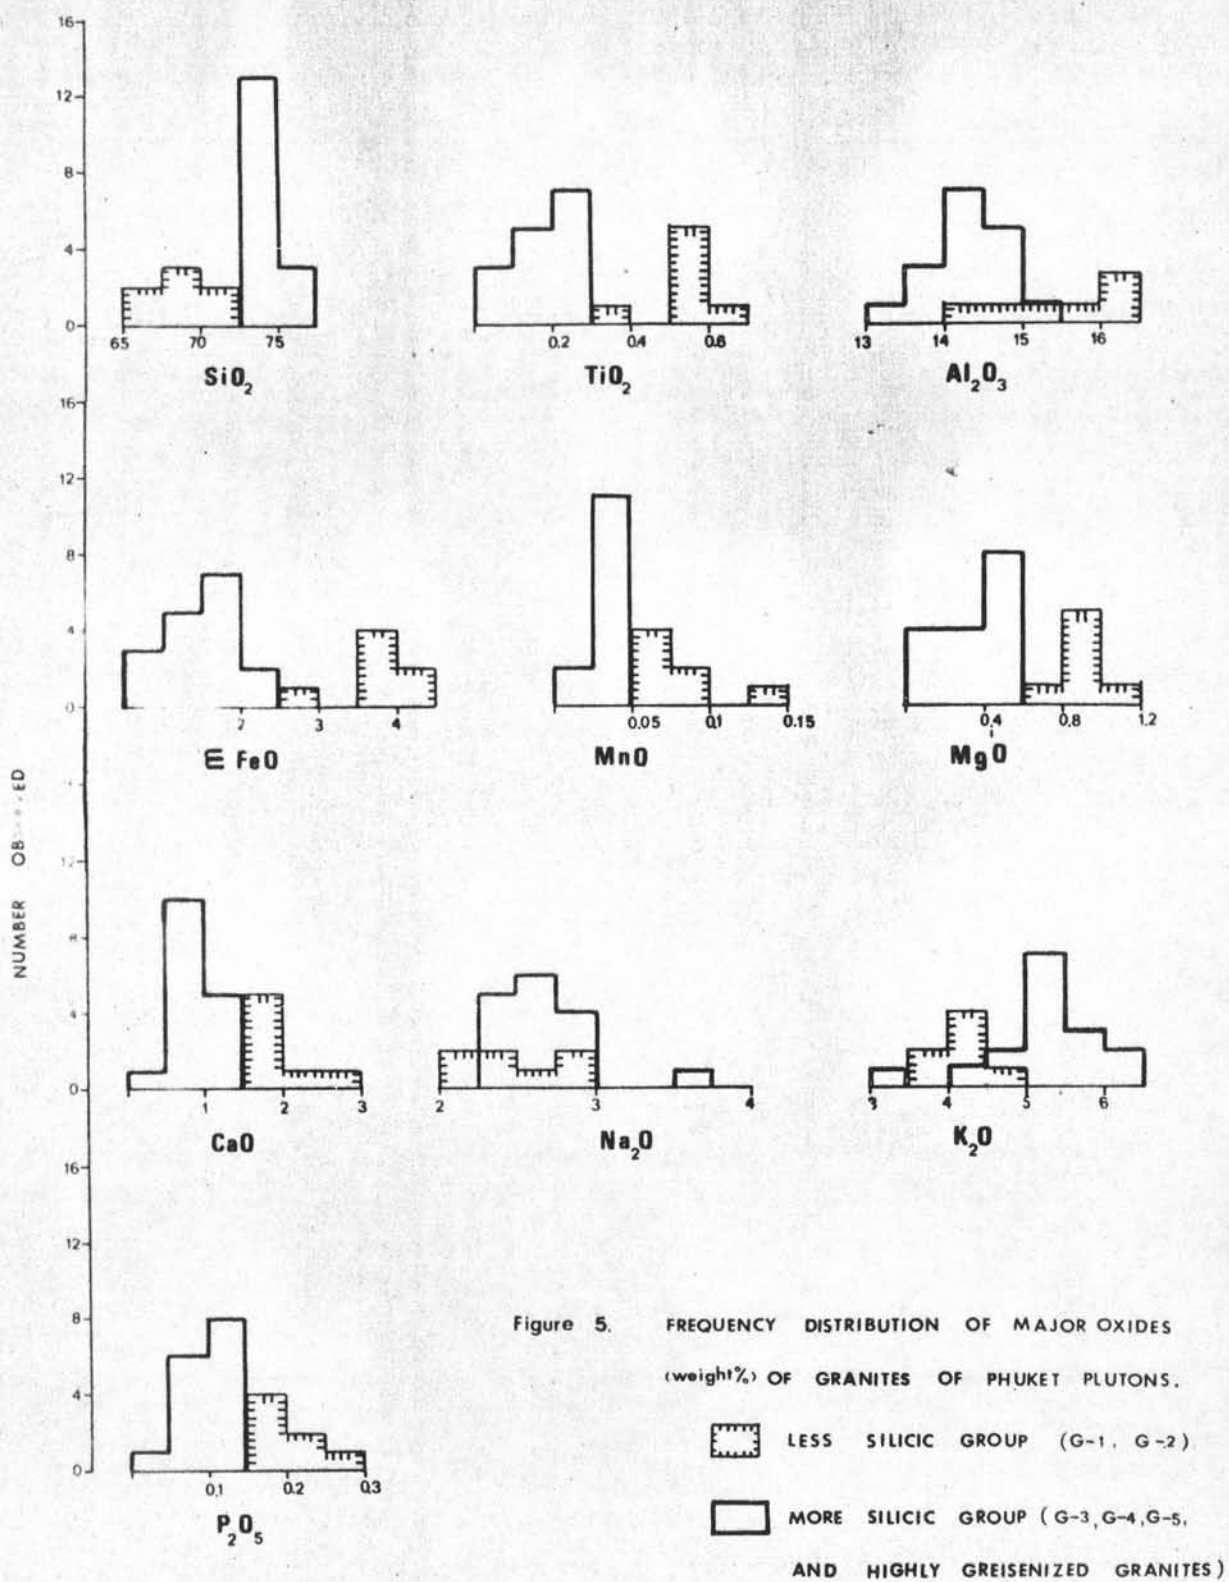 16
12
8
4
0
65 70 75
SiO2
0.2 0.4 0.6
TiO2
13 14 15 16
Al2O3
16
12
8
4
0
2 3 4
FeO
0.05 0.1 0.15
MnO
0.4 0.8 1.2
MgO
NUMBER
12
8
4
0
1 2 3
CaO
2 3 4
Na2O
3 4 5 6
K2O
16
12
8
4
0
0.1 0.2 0.3
P2O5
Figure 5. FREQUENCY DISTRIBUTION OF MAJOR OXIDES
(weight%) OF GRANITES OF PHUKET PLUTONS.
LESS SILICIC GROUP (G-1, G-2)
MORE SILICIC GROUP (G-3,G-4,G-5,
AND HIGHLY GREISENIZED GRANITES)